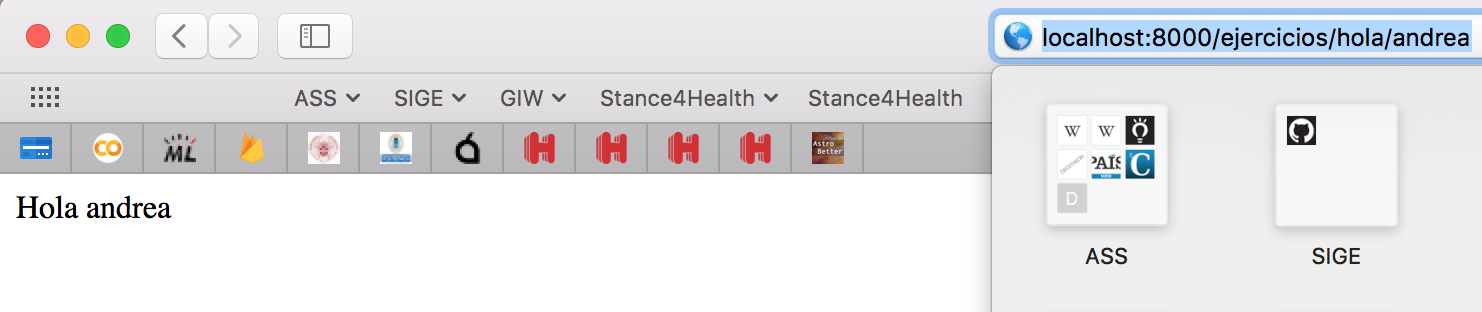 localhost:8000/ejercicios/hola/andrea
ASS SIGE GIW Stance4Health Stance4Health
CO ML H H H H Astro Better
Hola andrea
W W
PAÍS C
WEB
D
ASS SIGE